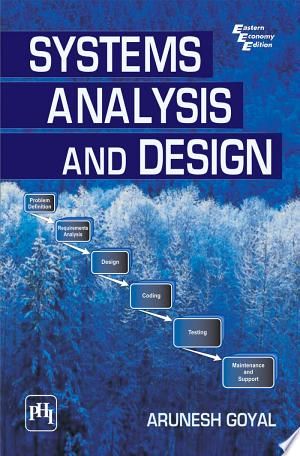 Eastern
Economy
Edition
SYSTEMS
ANALYSIS
AND DESIGN
Problem
Definition
Requirements
Analysis
Design
Coding
Testing
Maintenance
and
Support
PHI
ARUNESH GOYAL